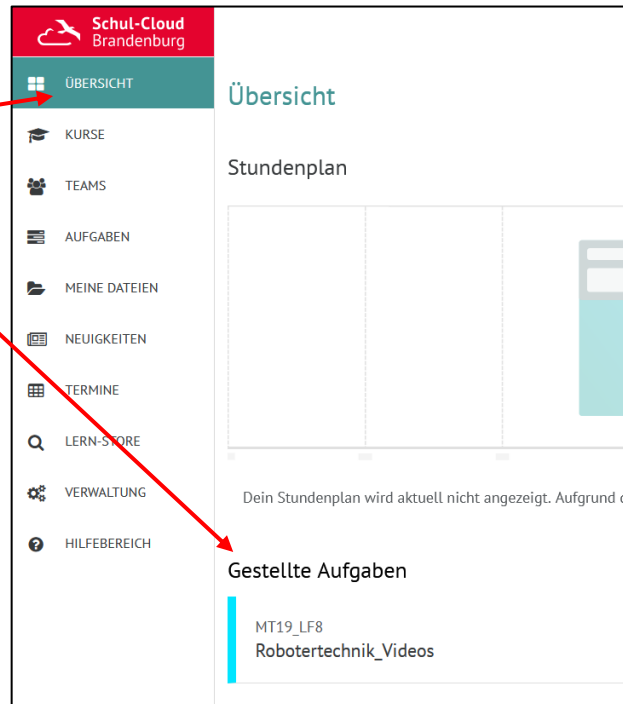 Schul-Cloud
Brandenburg
ÜBERSICHT
KURSE
TEAMS
AUFGABEN
MEINE DATEIEN
NEUIGKEITEN
TERMINE
LERN-STORE
VERWALTUNG
HILFEBEREICH
Übersicht
Stundenplan
Dein Stundenplan wird aktuell nicht angezeigt. Aufgrund
Gestellte Aufgaben
MT19_LF8
Robotertechnik_Videos